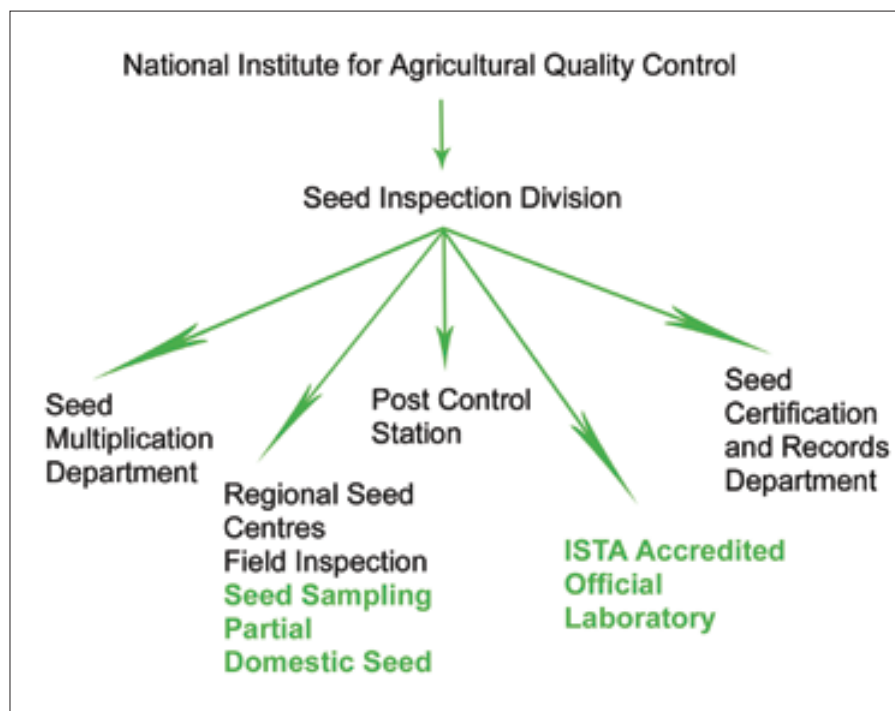 National Institute for Agricultural Quality Control
Seed Inspection Division
Seed
Multiplication
Department
Regional Seed
Centres
Field Inspection
Seed Sampling
Partial
Domestic Seed
Post Control
Station
ISTA Accredited
Official
Laboratory
Seed
Certification
and Records
Department